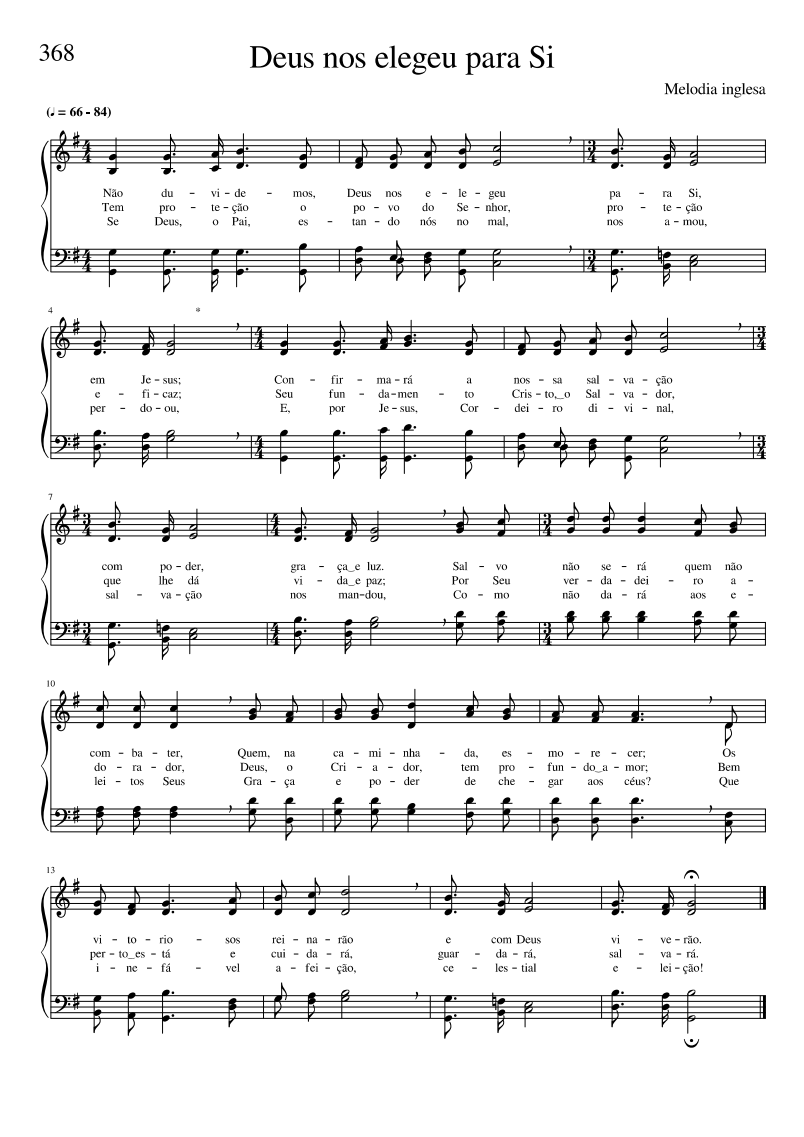 368
Deus nos elegeu para Si
Melodia inglesa
(♩ = 66 - 84)
Não du - vi - de - mos, Deus nos e - le - geu pa - ra Si,
Tem pro - te - ção o po - vo do Se - nhor, pro - te - ção
Se Deus, o Pai, es - tan - do nós no mal, nos a - mou,
4
*
em Je - sus; Con - fir - ma - rá a nos - sa sal - va - ção
e - fi - caz; Seu fun - da - men - to Cris - to,_o Sal - va - dor,
per - do - ou, E, por Je - sus, Cor - dei - ro di - vi - nal,
7
com po - der, gra - ça_e luz. Sal - vo não se - rá quem não
que lhe dá vi - da_e paz; Por Seu ver - da - dei - ro a -
sal - va - ção nos man - dou, Co - mo não da - rá aos e -
10
com - ba - ter, Quem, na ca - mi - nha - da, es - mo - re - cer; Os
do - ra - dor, Deus, o Cri - a - dor, tem pro - fun - do_a - mor; Bem
lei - tos Seus Gra - ça e po - der de che - gar aos céus? Que
13
vi - to - rio - sos rei - na - rão e com Deus vi - ve - rão.
per - to_es - tá e cui - da - rá, guar - da - rá, sal - va - rá.
i - ne - fá - vel a - fei - ção, ce - les - tial e - lei - ção!